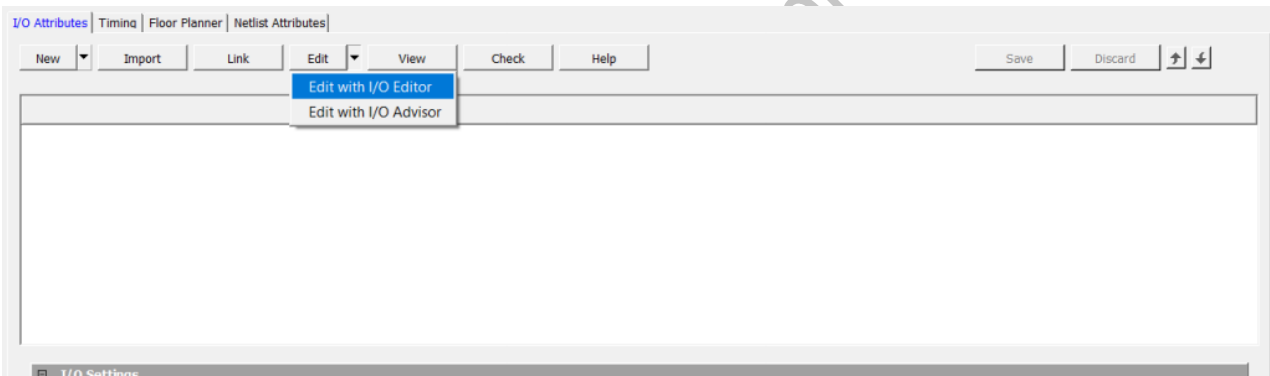 I/O Attributes Timing Floor Planner Netlist Attributes
New Import Link Edit View Check Help Save Discard
Edit with I/O Editor
Edit with I/O Advisor
I/O Settings